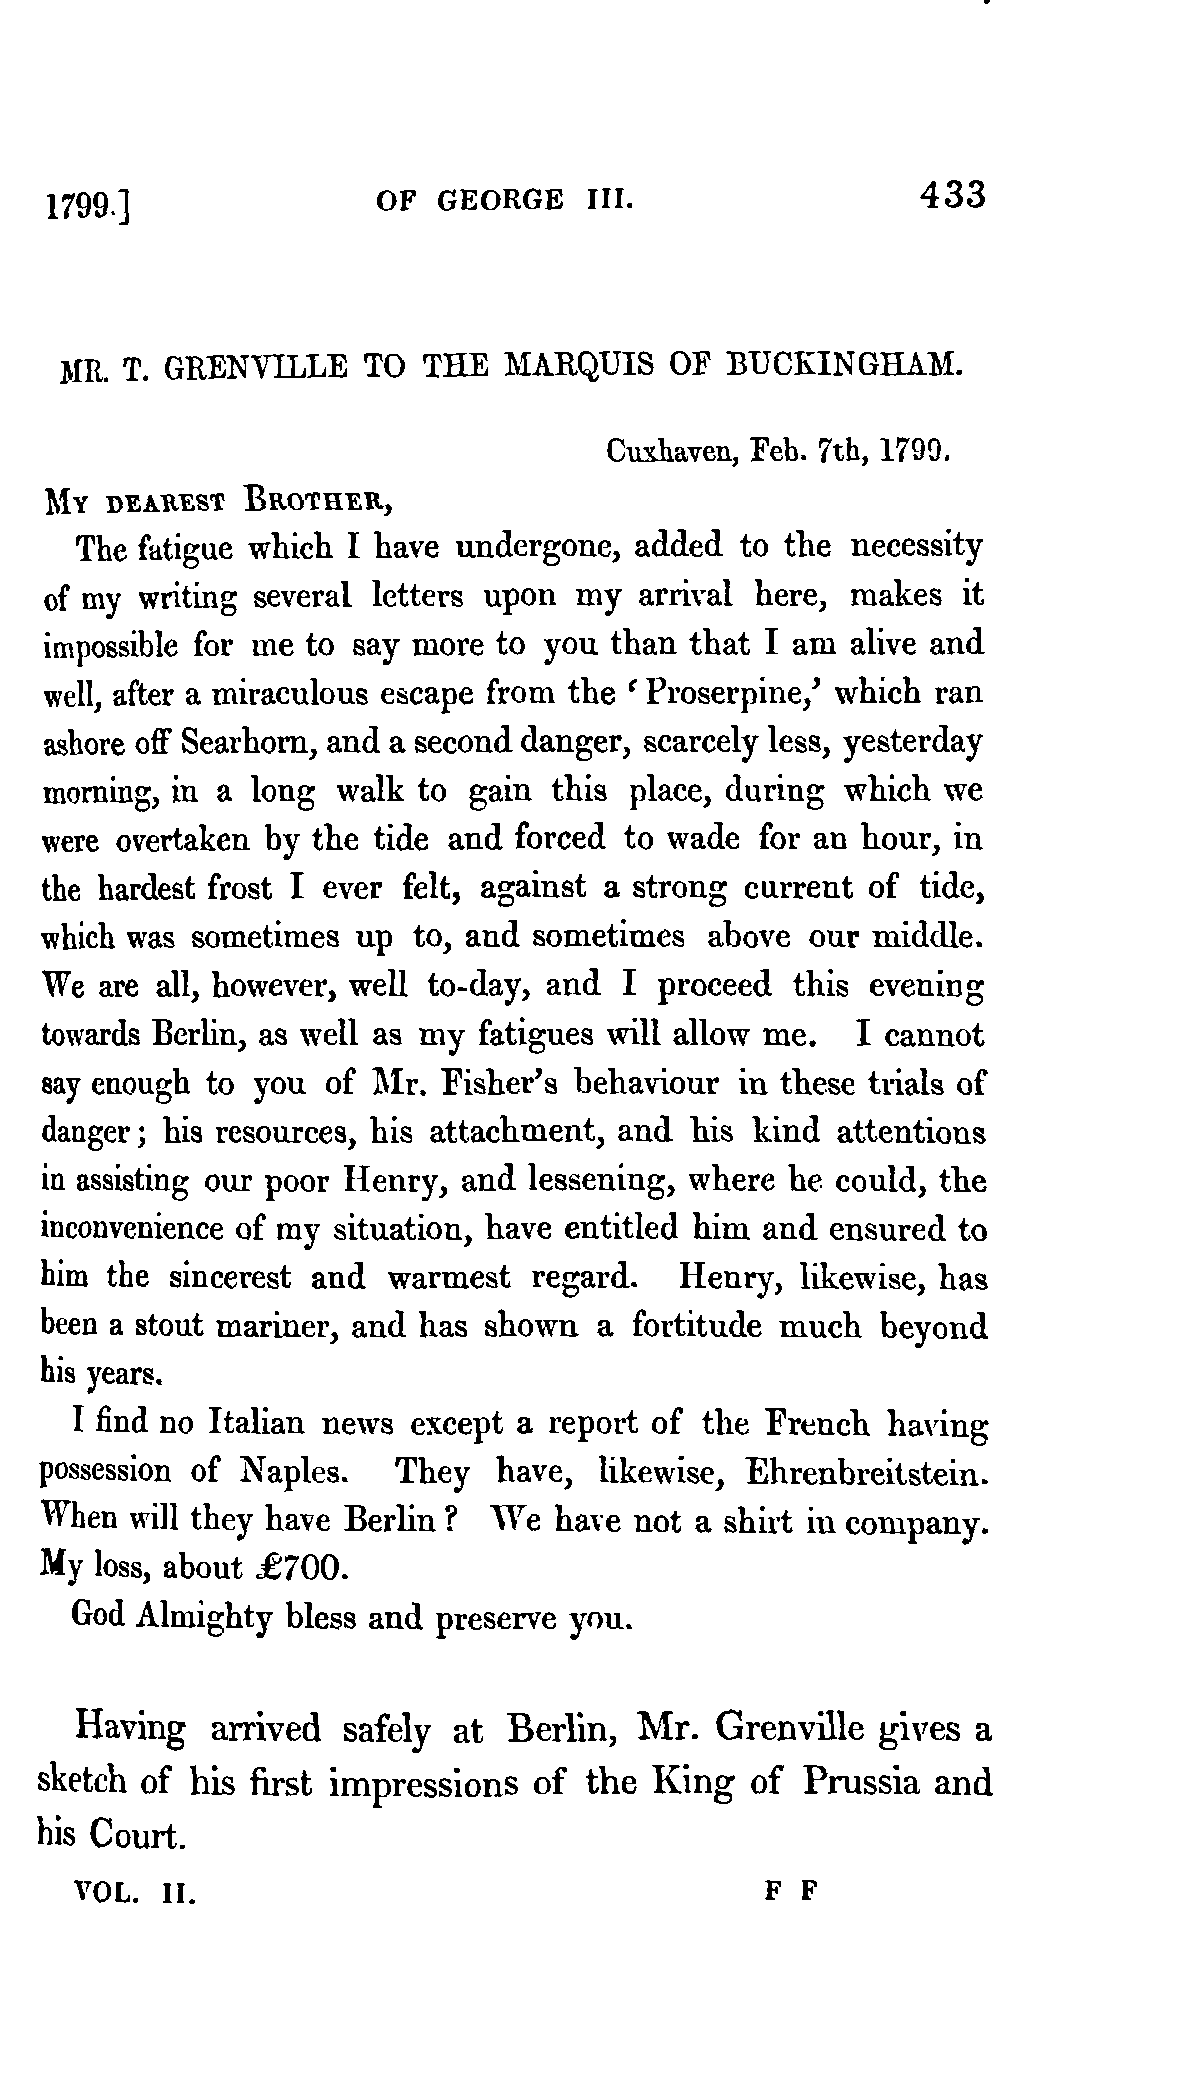 1799.] OF GEORGE III. 433
MR. T. GRENVILLE TO THE MARQUIS OF BUCKINGHAM.
Cuxhaven, Feb. 7th, 1799.
MY DEAREST BROTHER,
The fatigue which I have undergone, added to the necessity
of my writing several letters upon my arrival here, makes it
impossible for me to say more to you than that I am alive and
well, after a miraculous escape from the ‘Proserpine,’ which ran
ashore off Searhorn, and a second danger, scarcely less, yesterday
morning, in a long walk to gain this place, during which we
were overtaken by the tide and forced to wade for an hour, in
the hardest frost I ever felt, against a strong current of tide,
which was sometimes up to, and sometimes above our middle.
We are all, however, well to-day, and I proceed this evening
towards Berlin, as well as my fatigues will allow me. I cannot
say enough to you of Mr. Fisher’s behaviour in these trials of
danger; his resources, his attachment, and his kind attentions
in assisting our poor Henry, and lessening, where he could, the
inconvenience of my situation, have entitled him and ensured to
him the sincerest and warmest regard. Henry, likewise, has
been a stout mariner, and has shown a fortitude much beyond
his years.
I find no Italian news except a report of the French having
possession of Naples. They have, likewise, Ehrenbreitstein.
When will they have Berlin? We have not a shirt in company.
My loss, about £700.
God Almighty bless and preserve you.
Having arrived safely at Berlin, Mr. Grenville gives a
sketch of his first impressions of the King of Prussia and
his Court.
VOL. II. F F